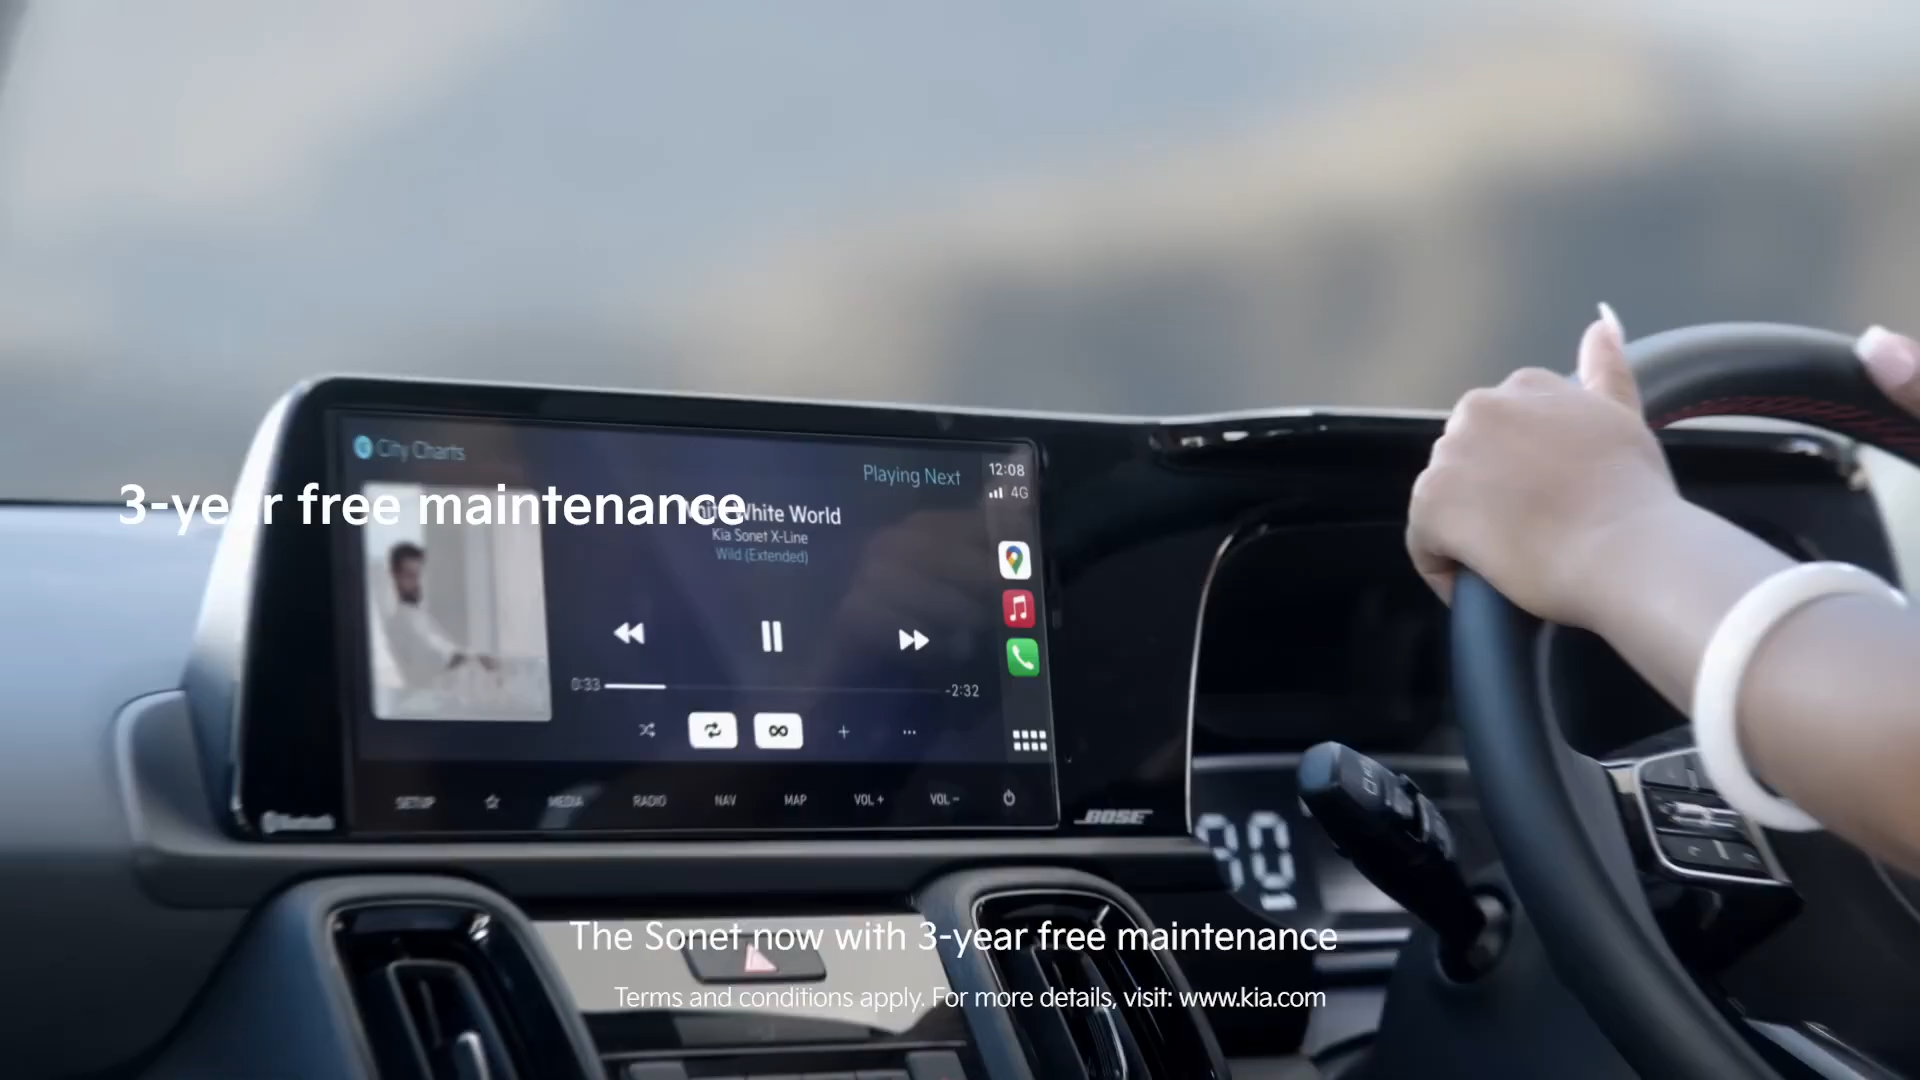 City Charts
Playing Next
12:08
4G
3-year free maintenance
White World
Kia Sonet X-Line
Wild (Extended)
0:33
-2:32
SETUP
MEDIA
RADIO
NAV
MAP
VOL +
VOL -
Bluetooth
BOSE
The Sonet now with 3-year free maintenance
Terms and conditions apply. For more details, visit: www.kia.com